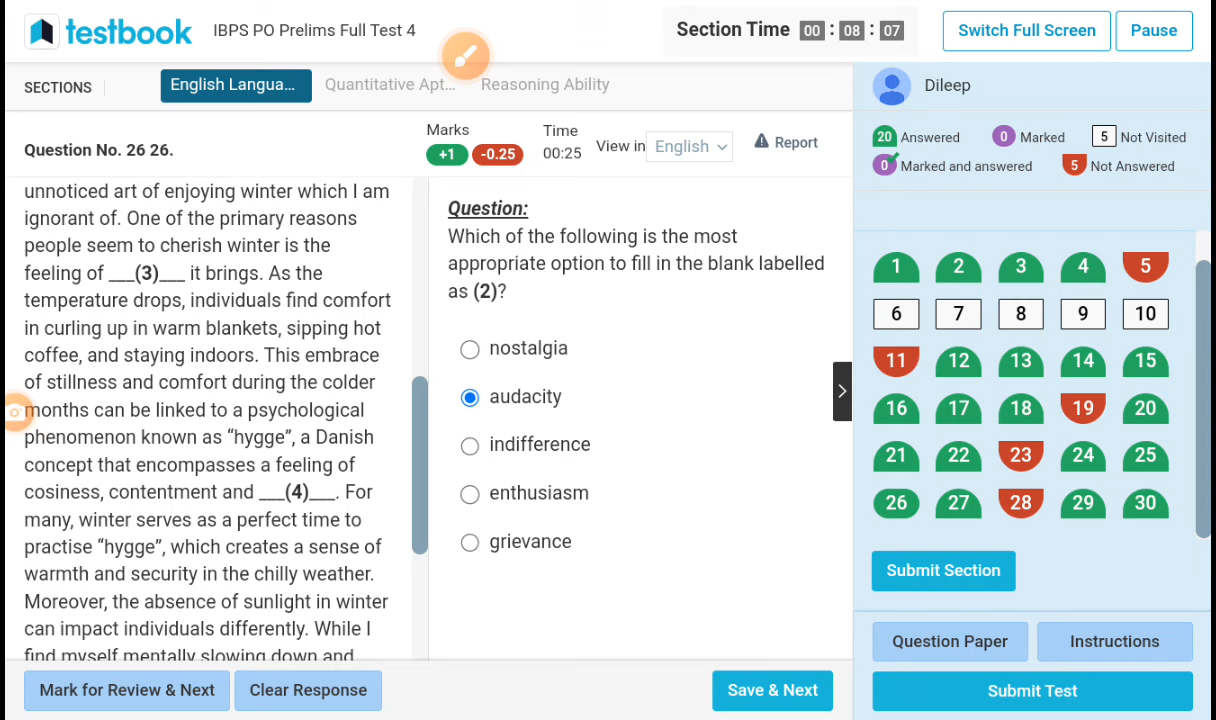 testbook
IBPS PO Prelims Full Test 4
Section Time 00 : 08 : 07
Switch Full Screen
Pause
SECTIONS
English Langua...
Quantitative Apt...
Reasoning Ability
Dileep
Question No. 26 26.
Marks
+1 -0.25
Time
00:25
View in English
Report
20 Answered
0 Marked
5 Not Visited
0 Marked and answered
5 Not Answered
unnoticed art of enjoying winter which I am
ignorant of. One of the primary reasons
people seem to cherish winter is the
feeling of ___(3)___ it brings. As the
temperature drops, individuals find comfort
in curling up in warm blankets, sipping hot
coffee, and staying indoors. This embrace
of stillness and comfort during the colder
months can be linked to a psychological
phenomenon known as “hygge”, a Danish
concept that encompasses a feeling of
cosiness, contentment and ___(4)___. For
many, winter serves as a perfect time to
practise “hygge”, which creates a sense of
warmth and security in the chilly weather.
Moreover, the absence of sunlight in winter
can impact individuals differently. While I
find myself mentally slowing down and
Question:
Which of the following is the most
appropriate option to fill in the blank labelled
as (2)?
nostalgia
audacity
indifference
enthusiasm
grievance
1 2 3 4 5
6 7 8 9 10
11 12 13 14 15
16 17 18 19 20
21 22 23 24 25
26 27 28 29 30
Submit Section
Question Paper
Instructions
Mark for Review & Next
Clear Response
Save & Next
Submit Test